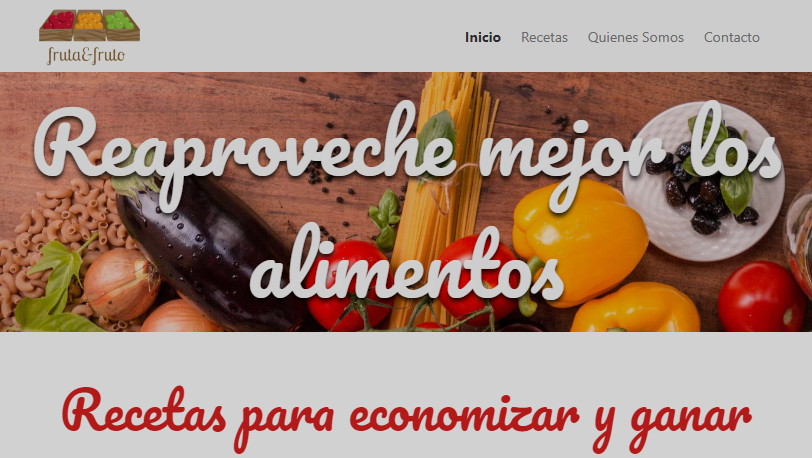 fruta&fruto
Inicio Recetas Quienes Somos Contacto
Reaproveche mejor los
alimentos
Recetas para economizar y ganar